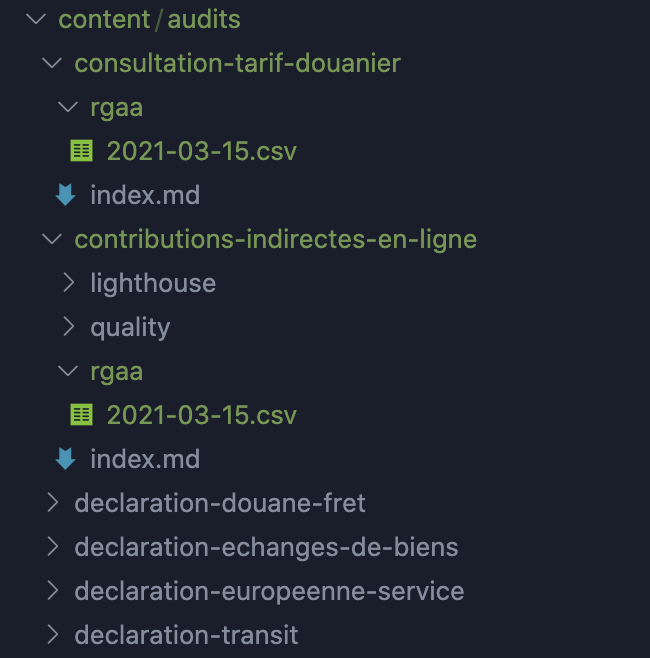 content/audits
consultation-tarif-douanier
rgaa
2021-03-15.csv
index.md
contributions-indirectes-en-ligne
lighthouse
quality
rgaa
2021-03-15.csv
index.md
declaration-douane-fret
declaration-echanges-de-biens
declaration-europeenne-service
declaration-transit